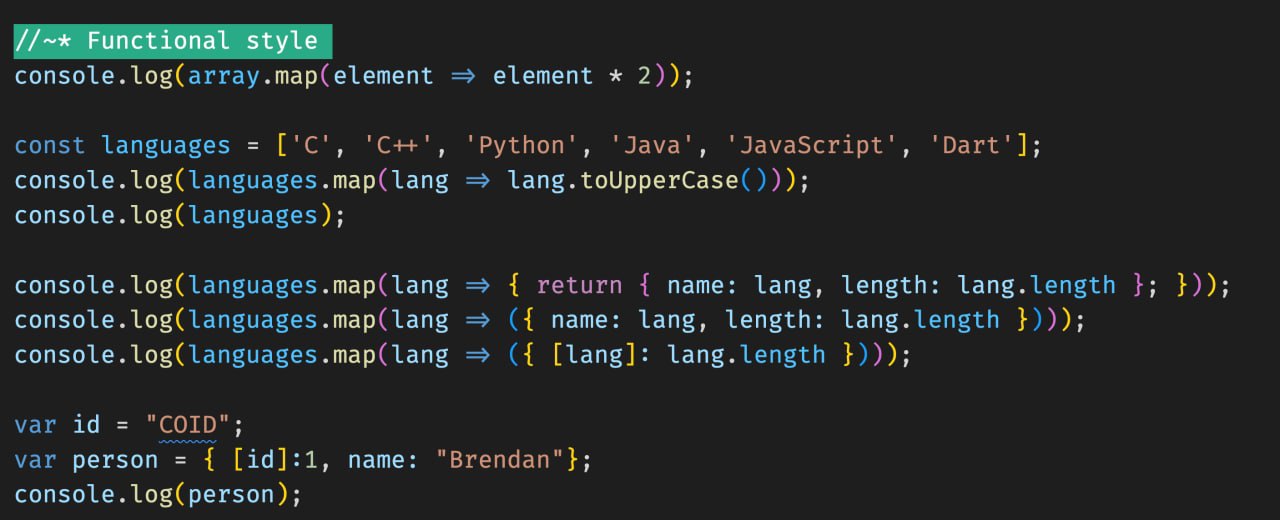 //~* Functional style
console.log(array.map(element => element * 2));
const languages = ['C', 'C++', 'Python', 'Java', 'JavaScript', 'Dart'];
console.log(languages.map(lang => lang.toUpperCase()));
console.log(languages);
console.log(languages.map(lang => { return { name: lang, length: lang.length }; }));
console.log(languages.map(lang => ({ name: lang, length: lang.length })));
console.log(languages.map(lang => ({ [lang]: lang.length })));
var id = "COID";
var person = { [id]:1, name: "Brendan"};
console.log(person);